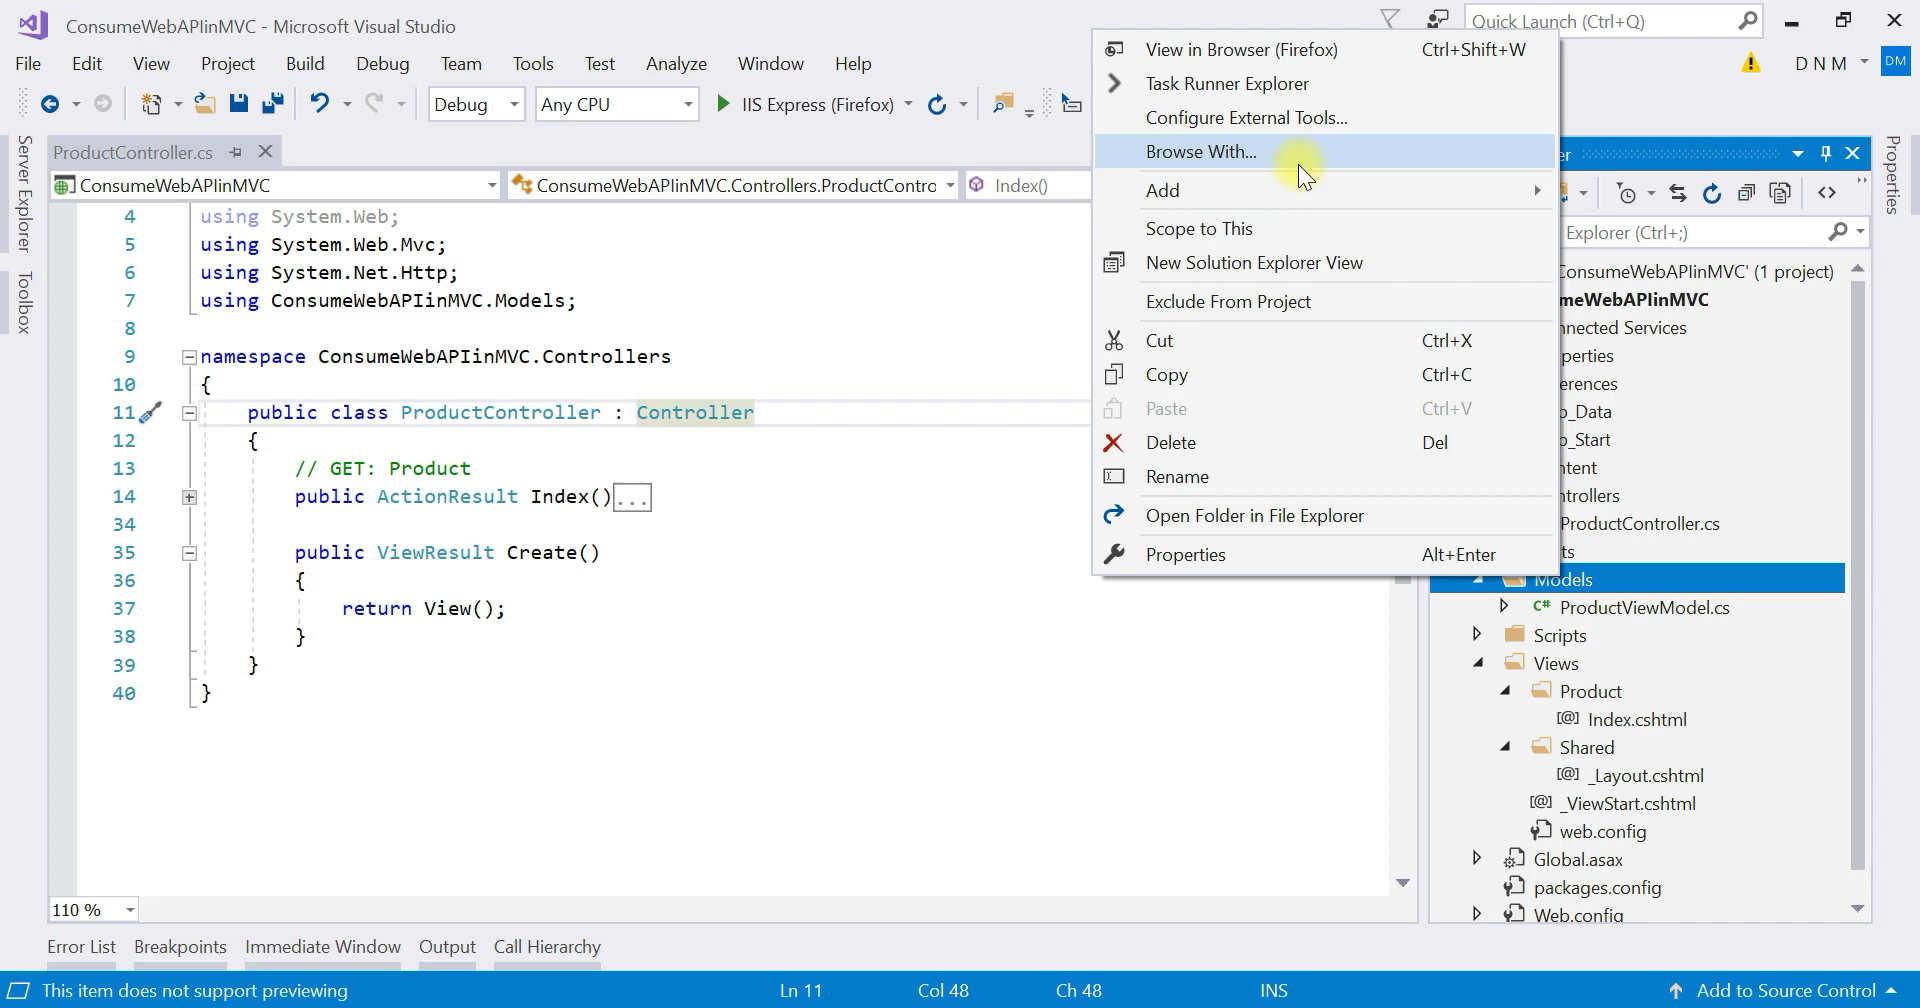 ConsumeWebAPIinMVC - Microsoft Visual Studio
Quick Launch (Ctrl+Q)
File Edit View Project Build Debug Team Tools Test Analyze Window Help
D N M
DM
Debug Any CPU IIS Express (Firefox)
Server Explorer
Toolbox
Properties
ProductController.cs
ConsumeWebAPIinMVC
ConsumeWebAPIinMVC.Controllers.ProductContro
Index()
4 using System.Web;
5 using System.Web.Mvc;
6 using System.Net.Http;
7 using ConsumeWebAPIinMVC.Models;
8
9 namespace ConsumeWebAPIinMVC.Controllers
10 {
11 public class ProductController : Controller
12 {
13 // GET: Product
14 public ActionResult Index()...
34
35 public ViewResult Create()
36 {
37 return View();
38 }
39 }
40 }
110 %
View in Browser (Firefox) Ctrl+Shift+W
Task Runner Explorer
Configure External Tools...
Browse With...
Add
Scope to This
New Solution Explorer View
Exclude From Project
Cut Ctrl+X
Copy Ctrl+C
Paste Ctrl+V
Delete Del
Rename
Open Folder in File Explorer
Properties Alt+Enter
er
Explorer (Ctrl+;)
onsumeWebAPIinMVC' (1 project)
meWebAPIinMVC
nnected Services
perties
erences
p_Data
p_Start
ntent
ntrollers
ProductController.cs
ts
Models
C# ProductViewModel.cs
Scripts
Views
Product
[@] Index.cshtml
Shared
[@] _Layout.cshtml
[@] _ViewStart.cshtml
web.config
Global.asax
packages.config
Web.config
Error List Breakpoints Immediate Window Output Call Hierarchy
This item does not support previewing
Ln 11 Col 48 Ch 48 INS
Add to Source Control